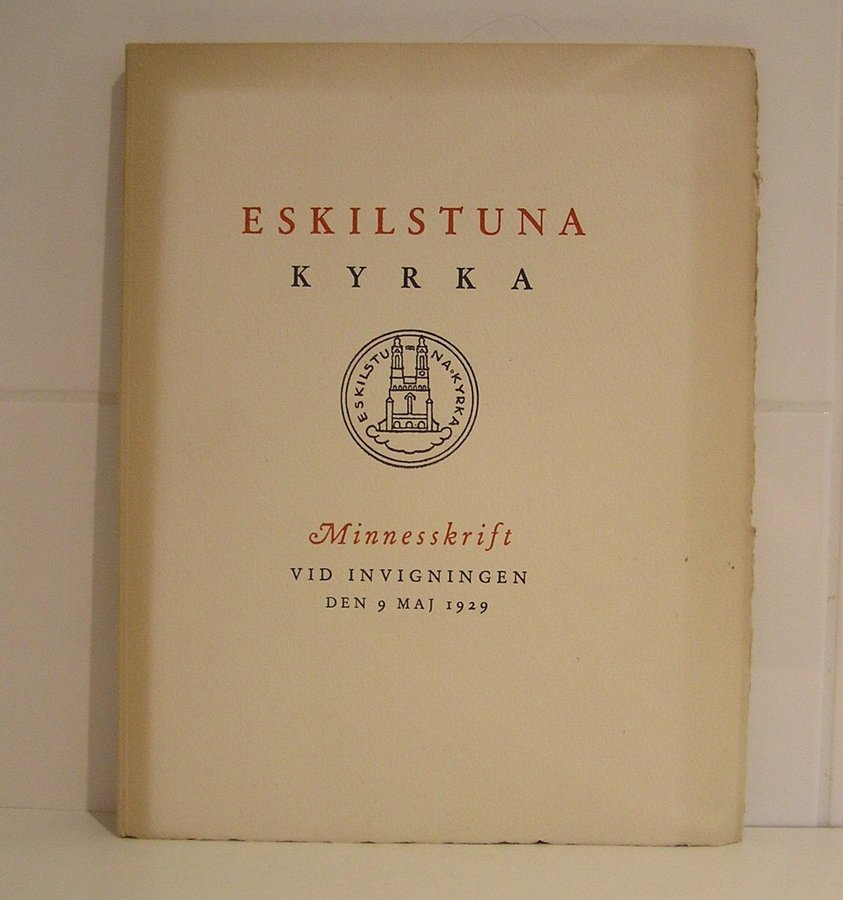 ESKILSTUNA
KYRKA
ESKILSTUNA KYRKA
Minnesskrift
VID INVIGNINGEN
DEN 9 MAJ 1929